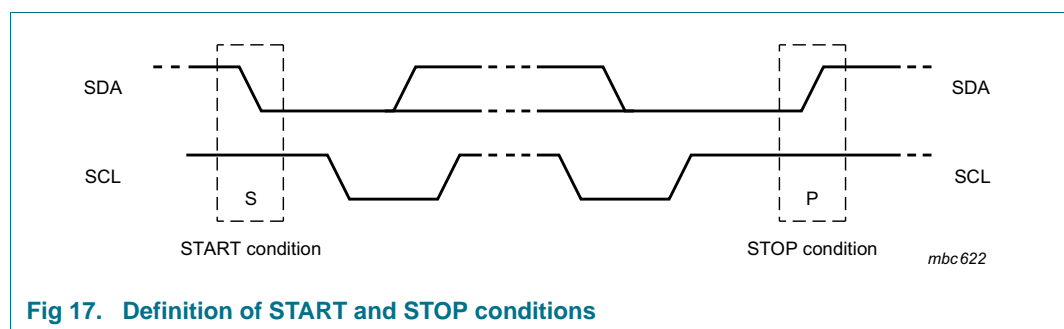 SDA
SDA
SCL
SCL
S
P
START condition
STOP condition
mbc622
Fig 17. Definition of START and STOP conditions